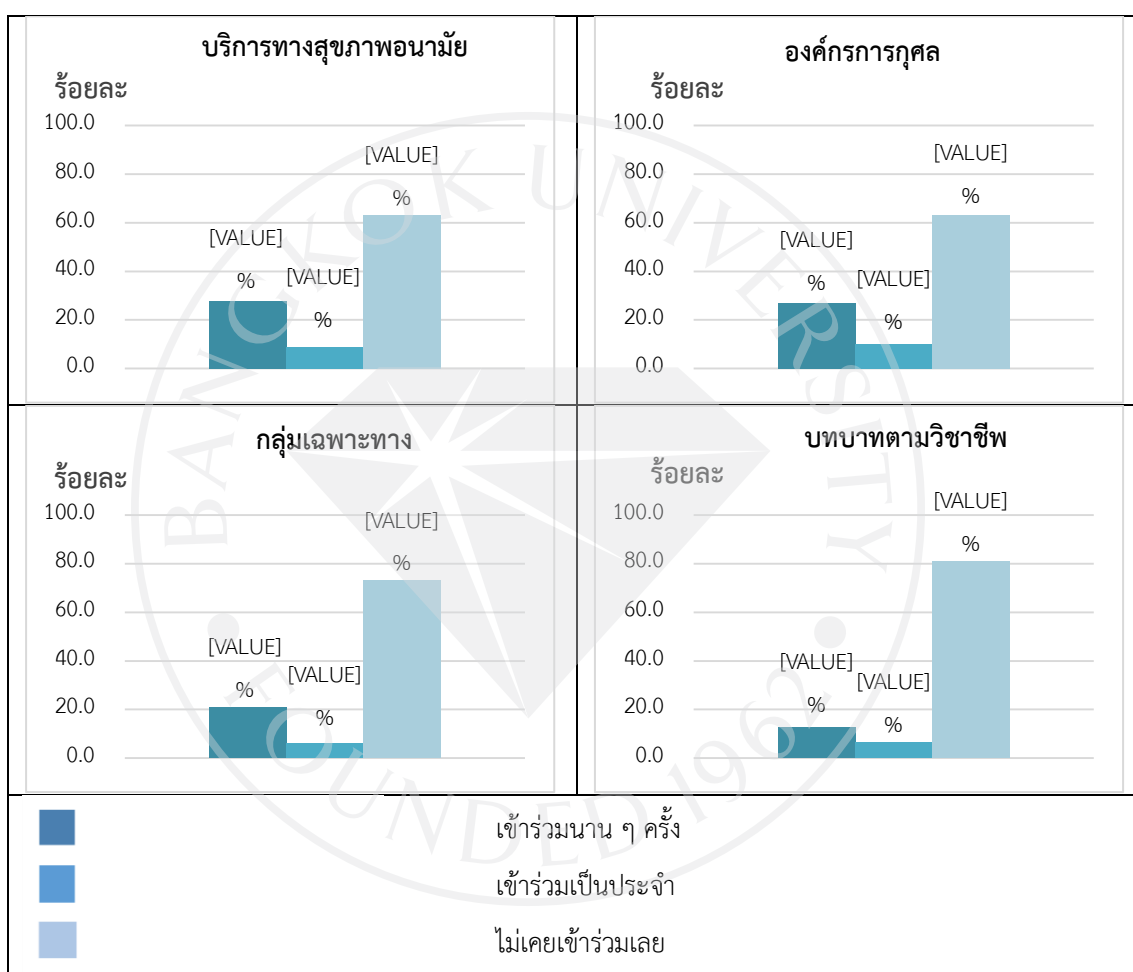 บริการทางสุขภาพอนามัย
ร้อยละ
100.0
80.0
60.0
40.0
20.0
0.0
[VALUE]
%
[VALUE]
%
[VALUE]
%
องค์กรการกุศล
ร้อยละ
100.0
80.0
60.0
40.0
20.0
0.0
[VALUE]
%
[VALUE]
%
[VALUE]
%
กลุ่มเฉพาะทาง
ร้อยละ
100.0
80.0
60.0
40.0
20.0
0.0
[VALUE]
%
[VALUE]
%
[VALUE]
%
บทบาทตามวิชาชีพ
ร้อยละ
100.0
80.0
60.0
40.0
20.0
0.0
[VALUE]
%
[VALUE]
%
[VALUE]
%
เข้าร่วมนาน ๆ ครั้ง
เข้าร่วมเป็นประจำ
ไม่เคยเข้าร่วมเลย
BANGKOK UNIVERSITY
FOUNDED 1962